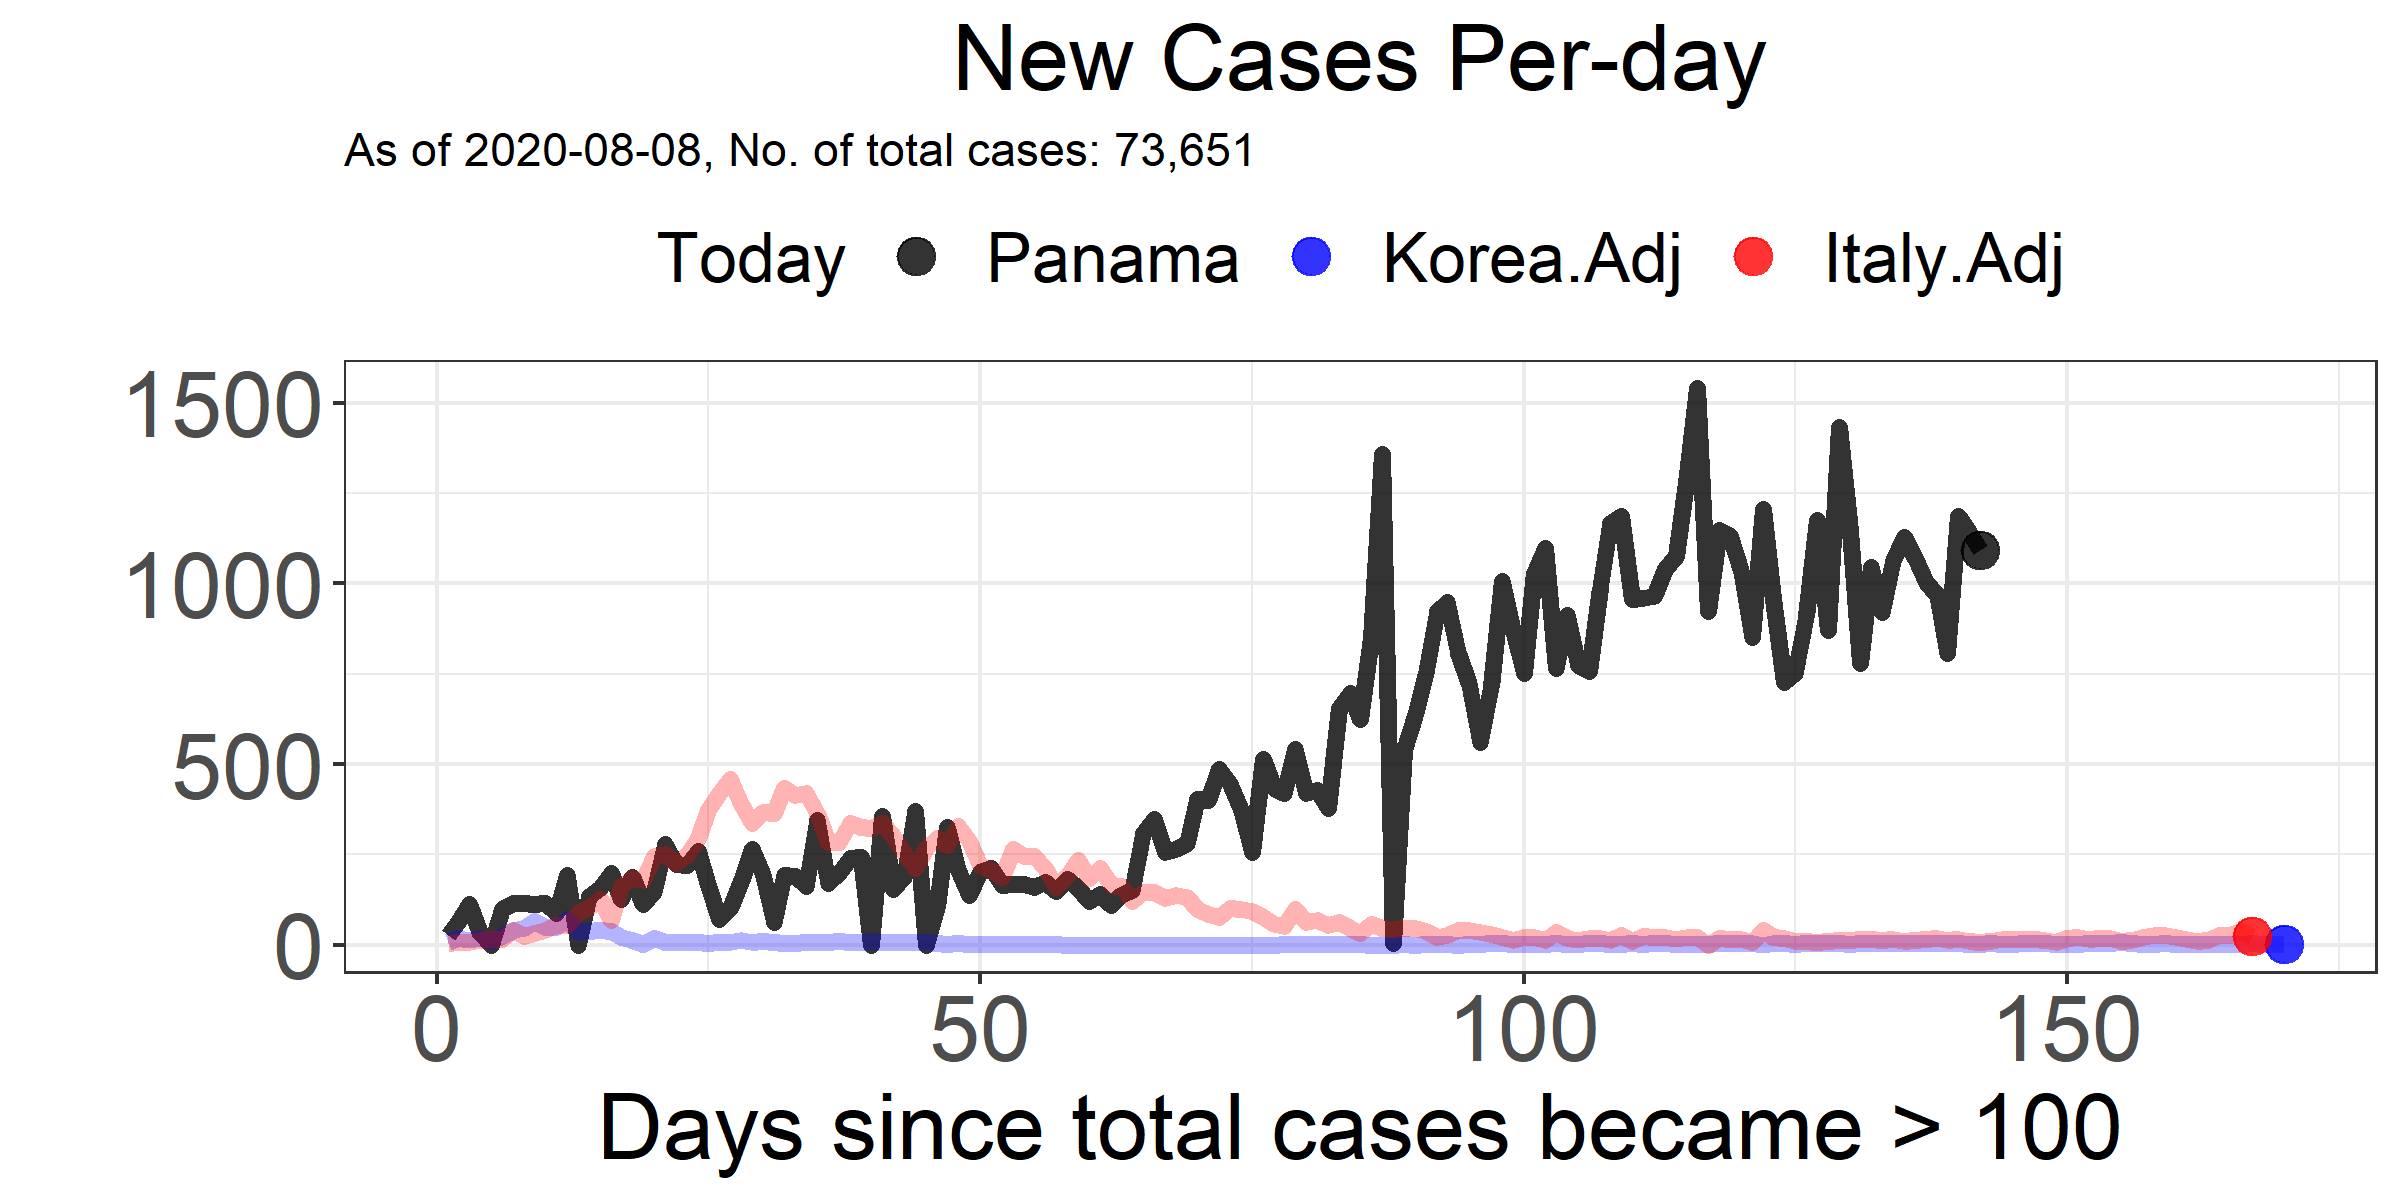 New Cases Per-day
As of 2020-08-08, No. of total cases: 73,651
Today Panama Korea.Adj Italy.Adj
1500
1000
500
0
0 50 100 150
Days since total cases became > 100